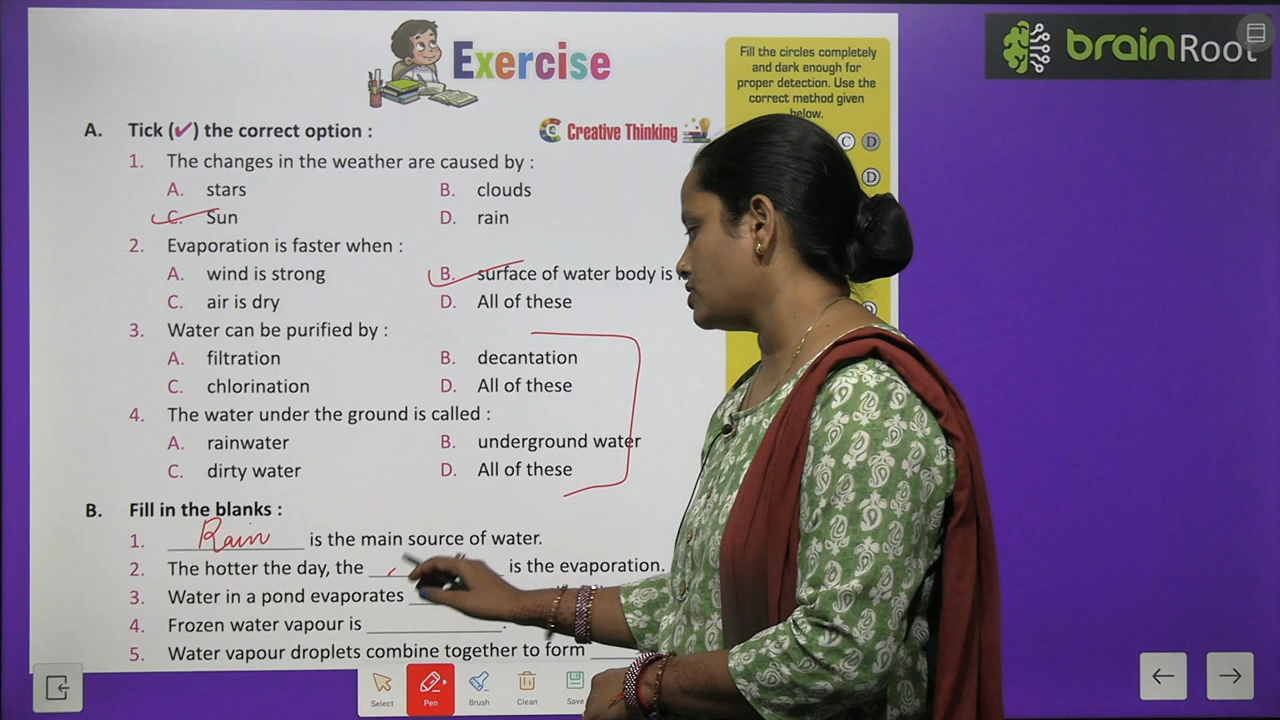 Exercise
brainRoot
Fill the circles completely
and dark enough for
proper detection. Use the
correct method given
below.
C D
D
A. Tick (✔) the correct option :
Creative Thinking
1. The changes in the weather are caused by :
A. stars B. clouds
C. Sun D. rain
2. Evaporation is faster when :
A. wind is strong B. surface of water body is
C. air is dry D. All of these
3. Water can be purified by :
A. filtration B. decantation
C. chlorination D. All of these
4. The water under the ground is called :
A. rainwater B. underground water
C. dirty water D. All of these
B. Fill in the blanks :
1. Rain is the main source of water.
2. The hotter the day, the ____ is the evaporation.
3. Water in a pond evaporates ____
4. Frozen water vapour is ____.
5. Water vapour droplets combine together to form ____
Select Pen Brush Clean Save